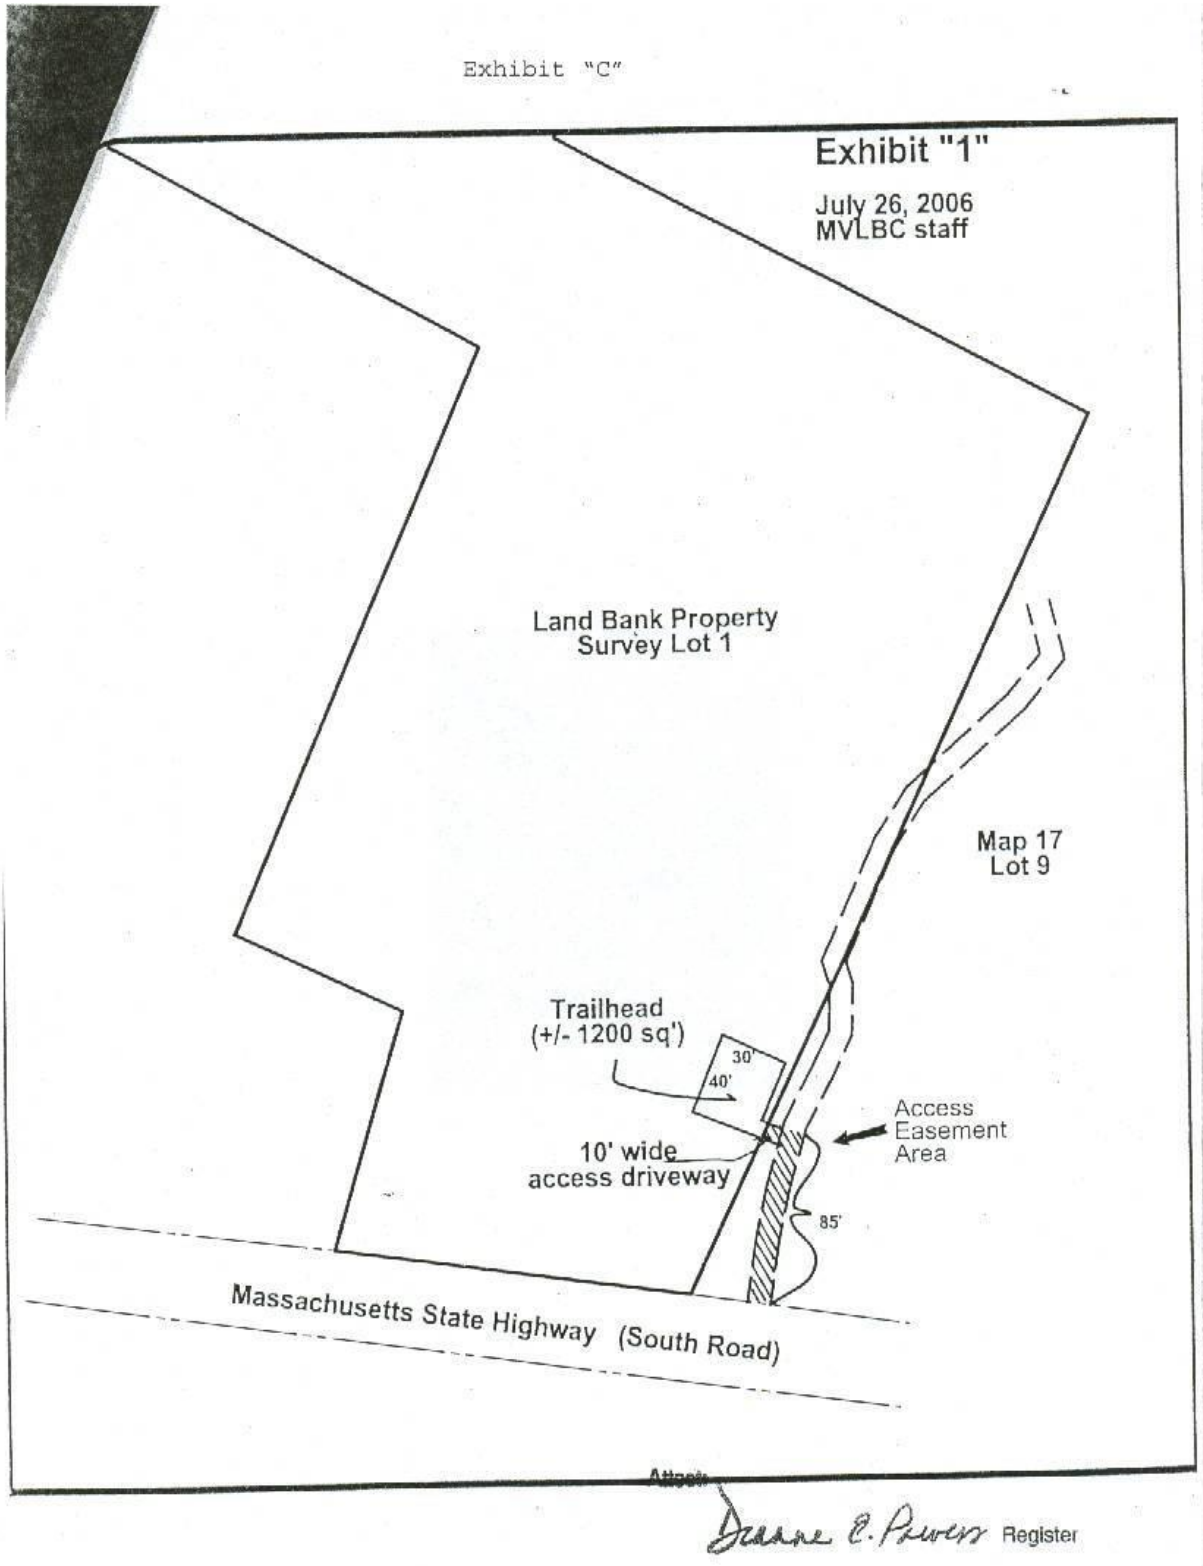 Exhibit "C"
Exhibit "1"
July 26, 2006
MVLBC staff
Land Bank Property
Survey Lot 1
Map 17
Lot 9
Trailhead
(+/- 1200 sq')
30'
40'
10' wide
access driveway
Access
Easement
Area
85'
Massachusetts State Highway (South Road)
Attest:
Dianne E. Powers Register